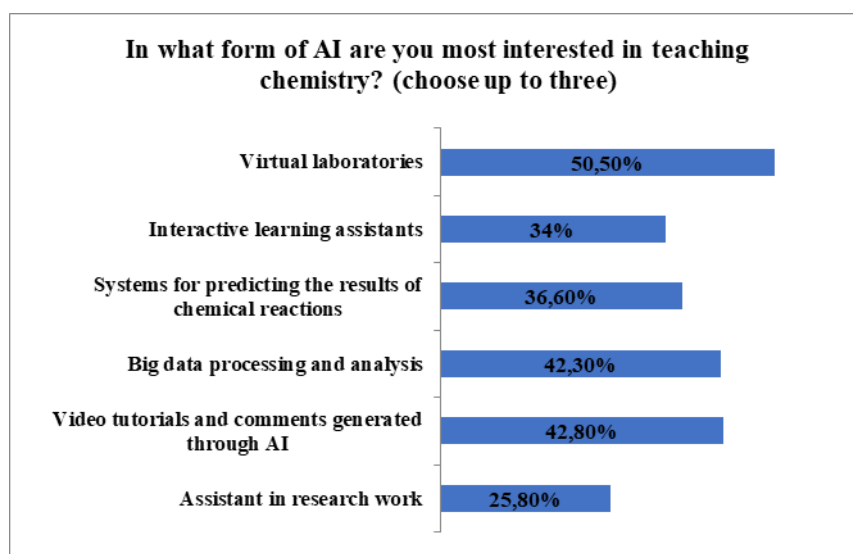 In what form of AI are you most interested in teaching
chemistry? (choose up to three)
Virtual laboratories
50,50%
Interactive learning assistants
34%
Systems for predicting the results of
chemical reactions
36,60%
Big data processing and analysis
42,30%
Video tutorials and comments generated
through AI
42,80%
Assistant in research work
25,80%